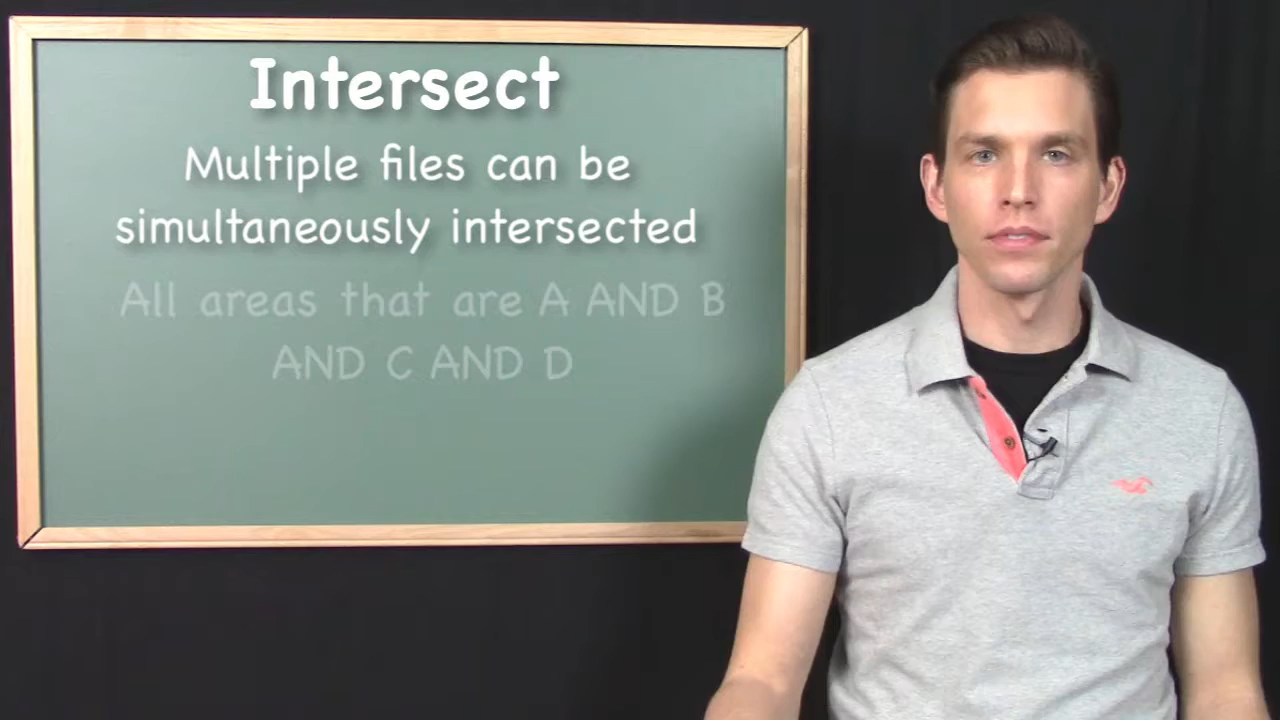 Intersect
Multiple files can be
simultaneously intersected
All areas that are A AND B
AND C AND D